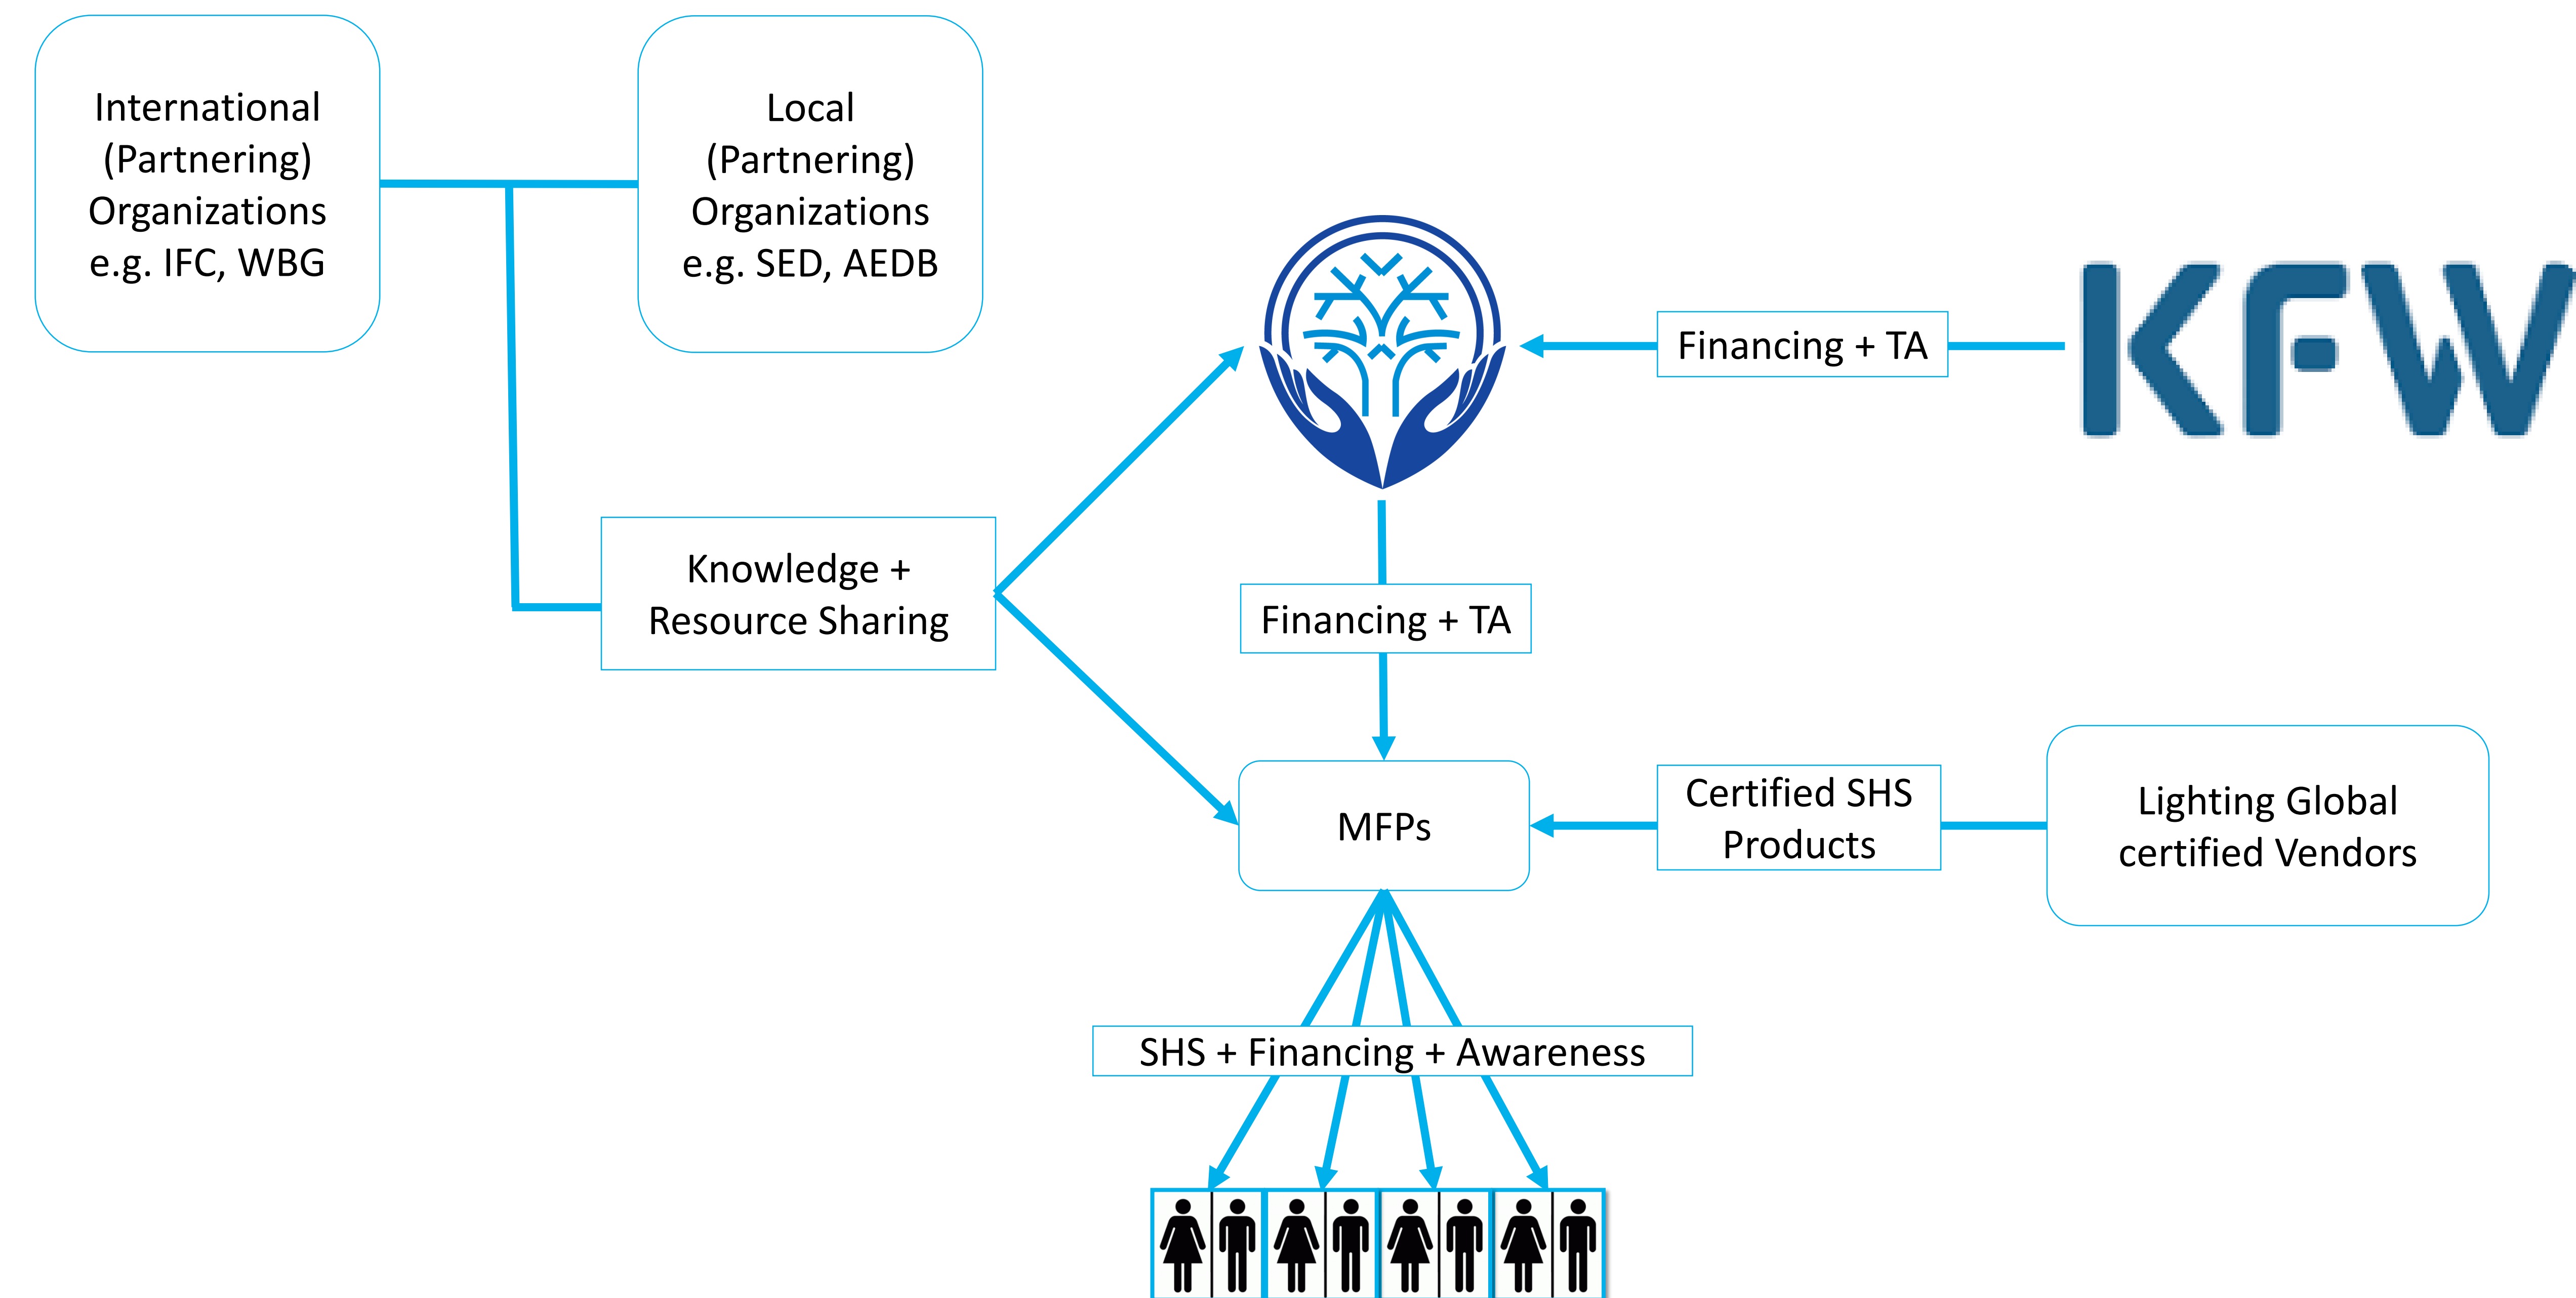 International
(Partnering)
Organizations
e.g. IFC, WBG
Local
(Partnering)
Organizations
e.g. SED, AEDB
KFW
Financing + TA
Knowledge +
Resource Sharing
Financing + TA
MFPs
Certified SHS
Products
Lighting Global
certified Vendors
SHS + Financing + Awareness